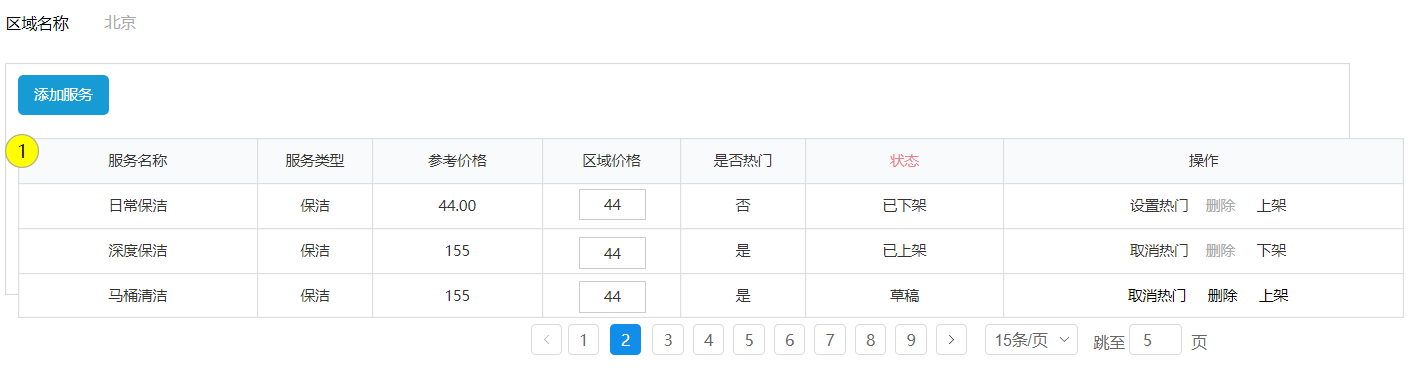 区域名称 北京
添加服务
1
服务名称 服务类型 参考价格 区域价格 是否热门 状态 操作
日常保洁 保洁 44.00 44 否 已下架 设置热门 删除 上架
深度保洁 保洁 155 44 是 已上架 取消热门 删除 下架
马桶清洁 保洁 155 44 是 草稿 取消热门 删除 上架
1 2 3 4 5 6 7 8 9 15条/页 跳至 5 页